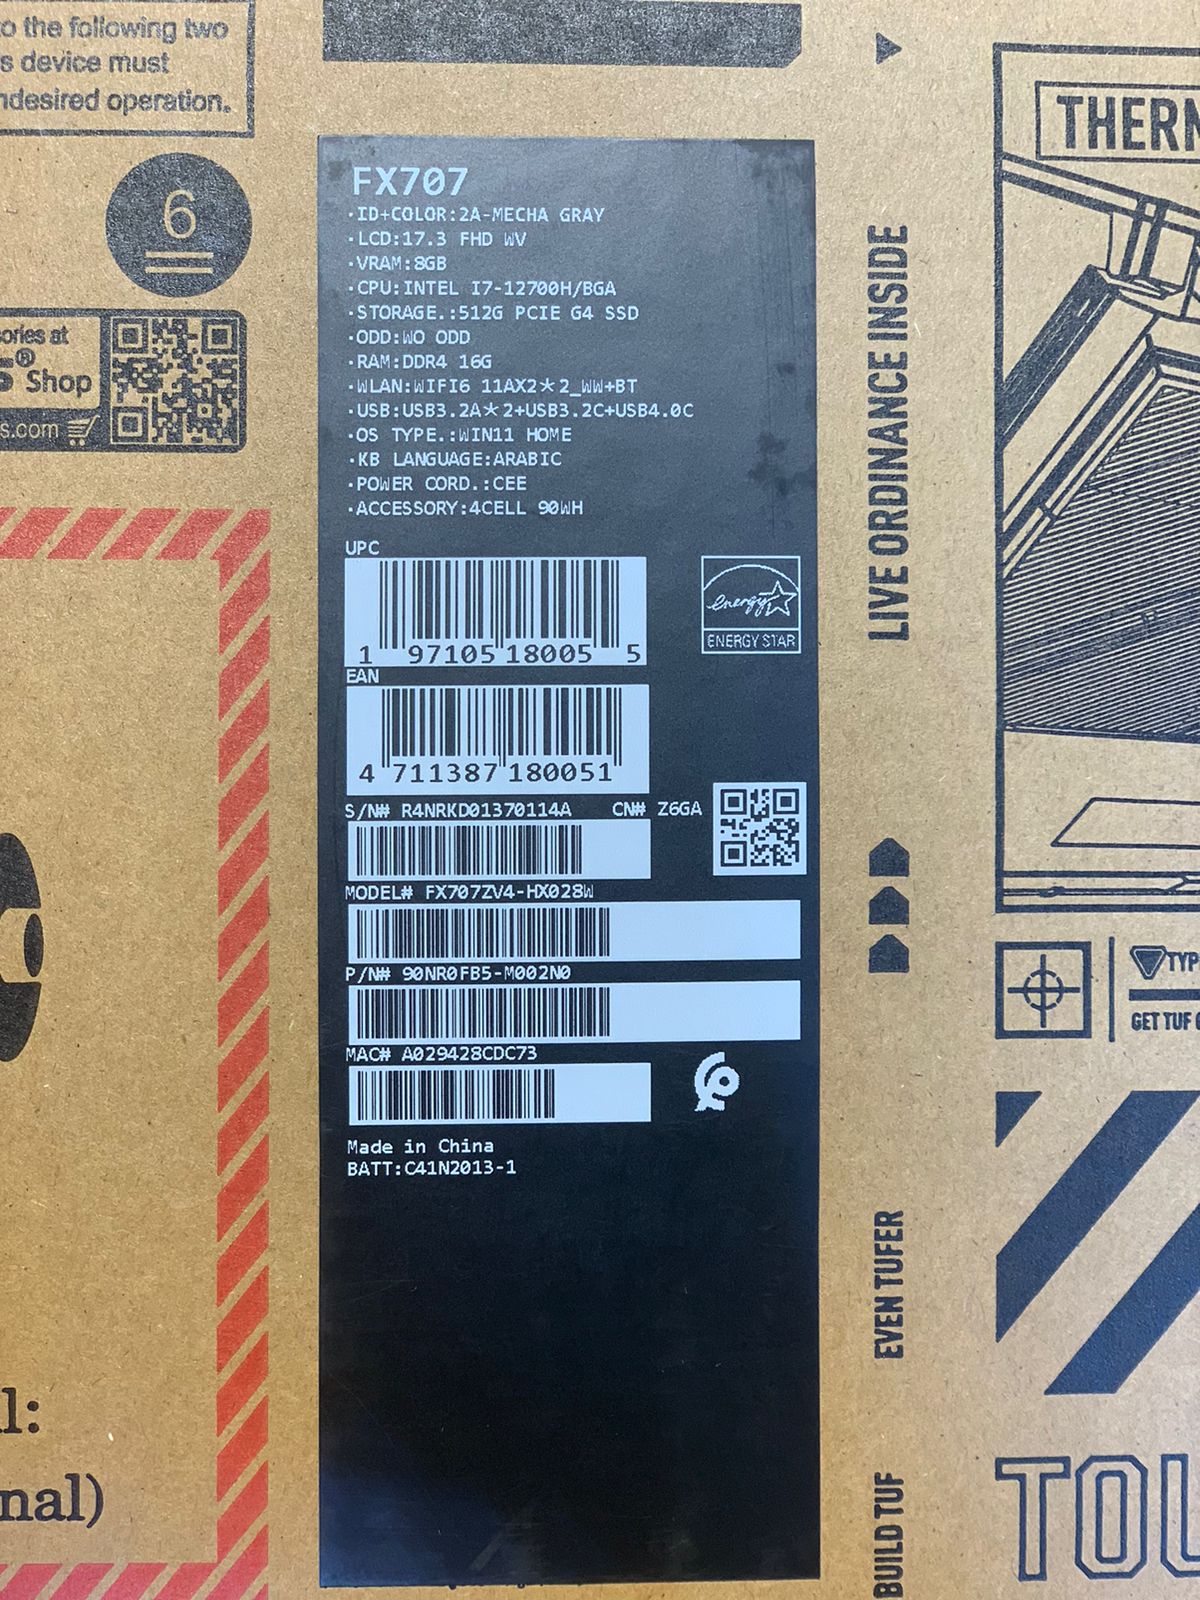 o the following two
s device must
ndesired operation.
6
ories at
S® Shop
s.com
FX707
·ID+COLOR:2A-MECHA GRAY
·LCD:17.3 FHD WV
·VRAM:8GB
·CPU:INTEL I7-12700H/BGA
·STORAGE.:512G PCIE G4 SSD
·ODD:WO ODD
·RAM:DDR4 16G
·WLAN:WIFI6 11AX2*2_WW+BT
·USB:USB3.2A*2+USB3.2C+USB4.0C
·OS TYPE.:WIN11 HOME
·KB LANGUAGE:ARABIC
·POWER CORD.:CEE
·ACCESSORY:4CELL 90WH
UPC
1 97105 18005 5
energy
ENERGY STAR
EAN
4 711387 180051
S/N# R4NRKD01370114A CN# Z6GA
MODEL# FX707ZV4-HX028W
P/N# 90NR0FB5-M002N0
MAC# A029428CDC73
Made in China
BATT:C41N2013-1
l:
nal)
LIVE ORDINANCE INSIDE
EVEN TUFER
BUILD TUF
THERM
TYP
GET TUF
TOU